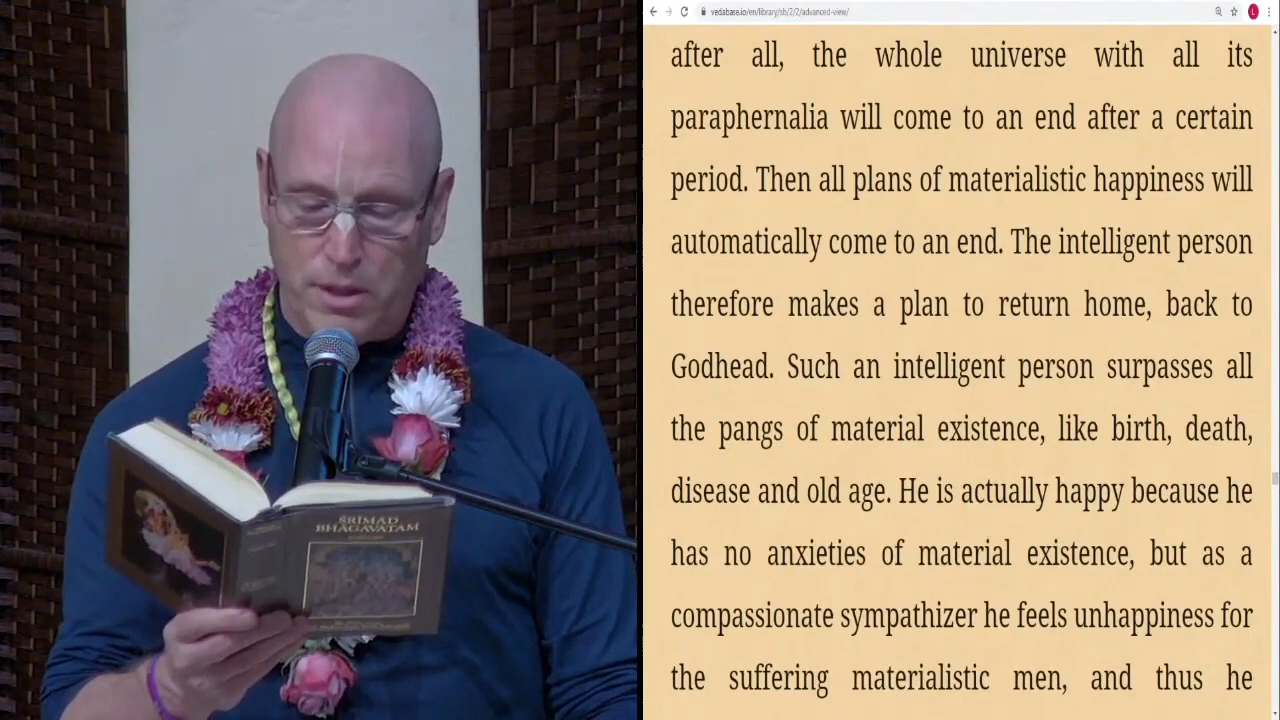 ŚRĪMAD
BHĀGAVATAM
vedabase.io/en/library/sb/2/2/advanced-view/
L
after all, the whole universe with all its
paraphernalia will come to an end after a certain
period. Then all plans of materialistic happiness will
automatically come to an end. The intelligent person
therefore makes a plan to return home, back to
Godhead. Such an intelligent person surpasses all
the pangs of material existence, like birth, death,
disease and old age. He is actually happy because he
has no anxieties of material existence, but as a
compassionate sympathizer he feels unhappiness for
the suffering materialistic men, and thus he